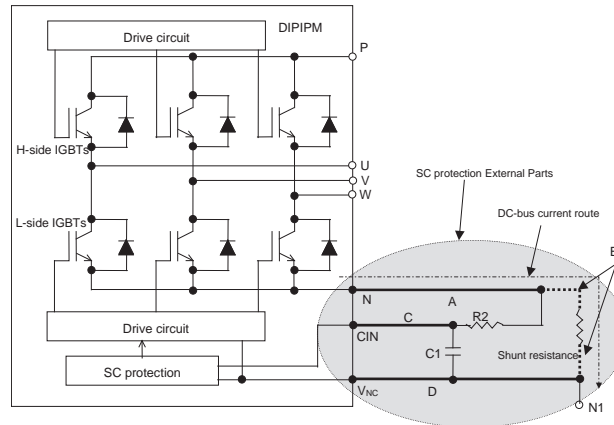 DIPIPM
Drive circuit
P
H-side IGBTs
U
V
W
SC protection External Parts
DC-bus current route
L-side IGBTs
B
N
A
C
R2
CIN
Drive circuit
C1
Shunt resistance
SC protection
VNC
D
N1